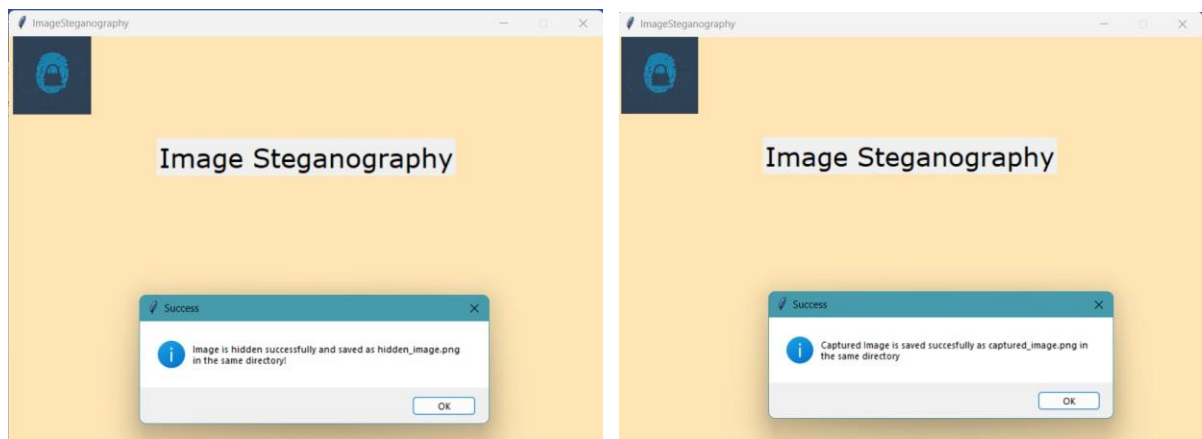 ImageSteganography
Image Steganography
Success
Image is hidden successfully and saved as hidden_image.png
in the same directory!
OK
ImageSteganography
Image Steganography
Success
Captured Image is saved succesfully as captured_image.png in
the same directory
OK